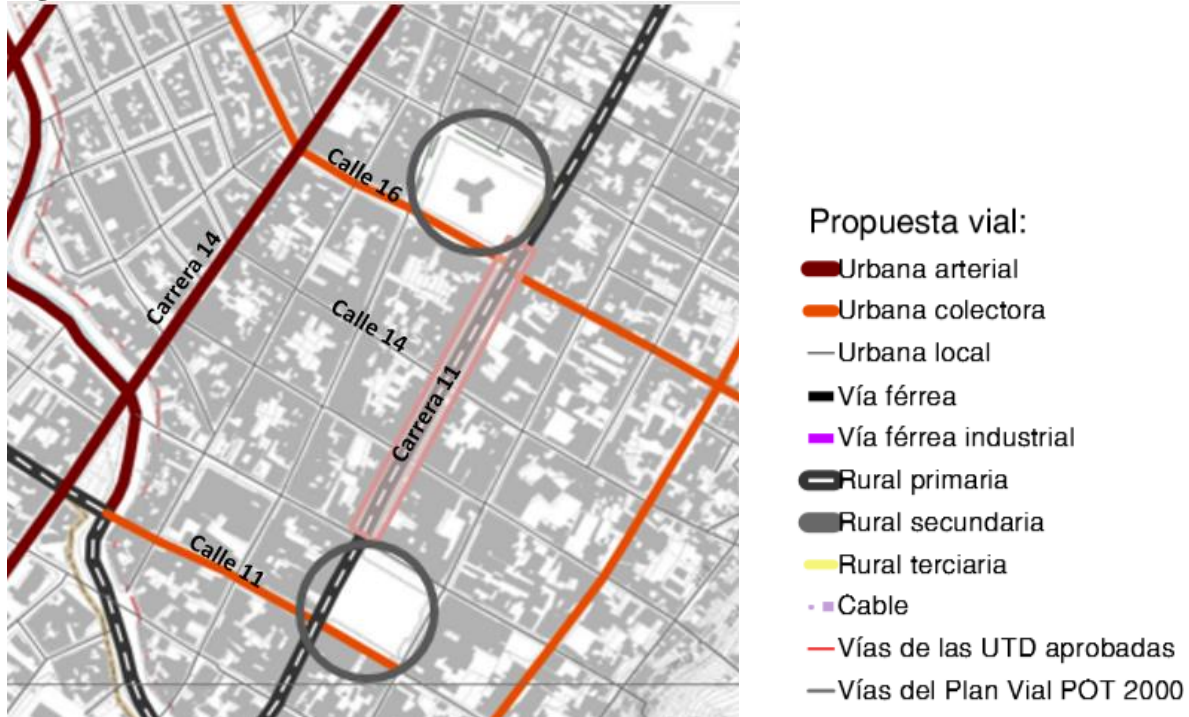 Calle 16
Carrera 14
Calle 14
Carrera 11
Calle 11
Propuesta vial:
Urbana arterial
Urbana colectora
Urbana local
Vía férrea
Vía férrea industrial
Rural primaria
Rural secundaria
Rural terciaria
Cable
Vías de las UTD aprobadas
Vías del Plan Vial POT 2000